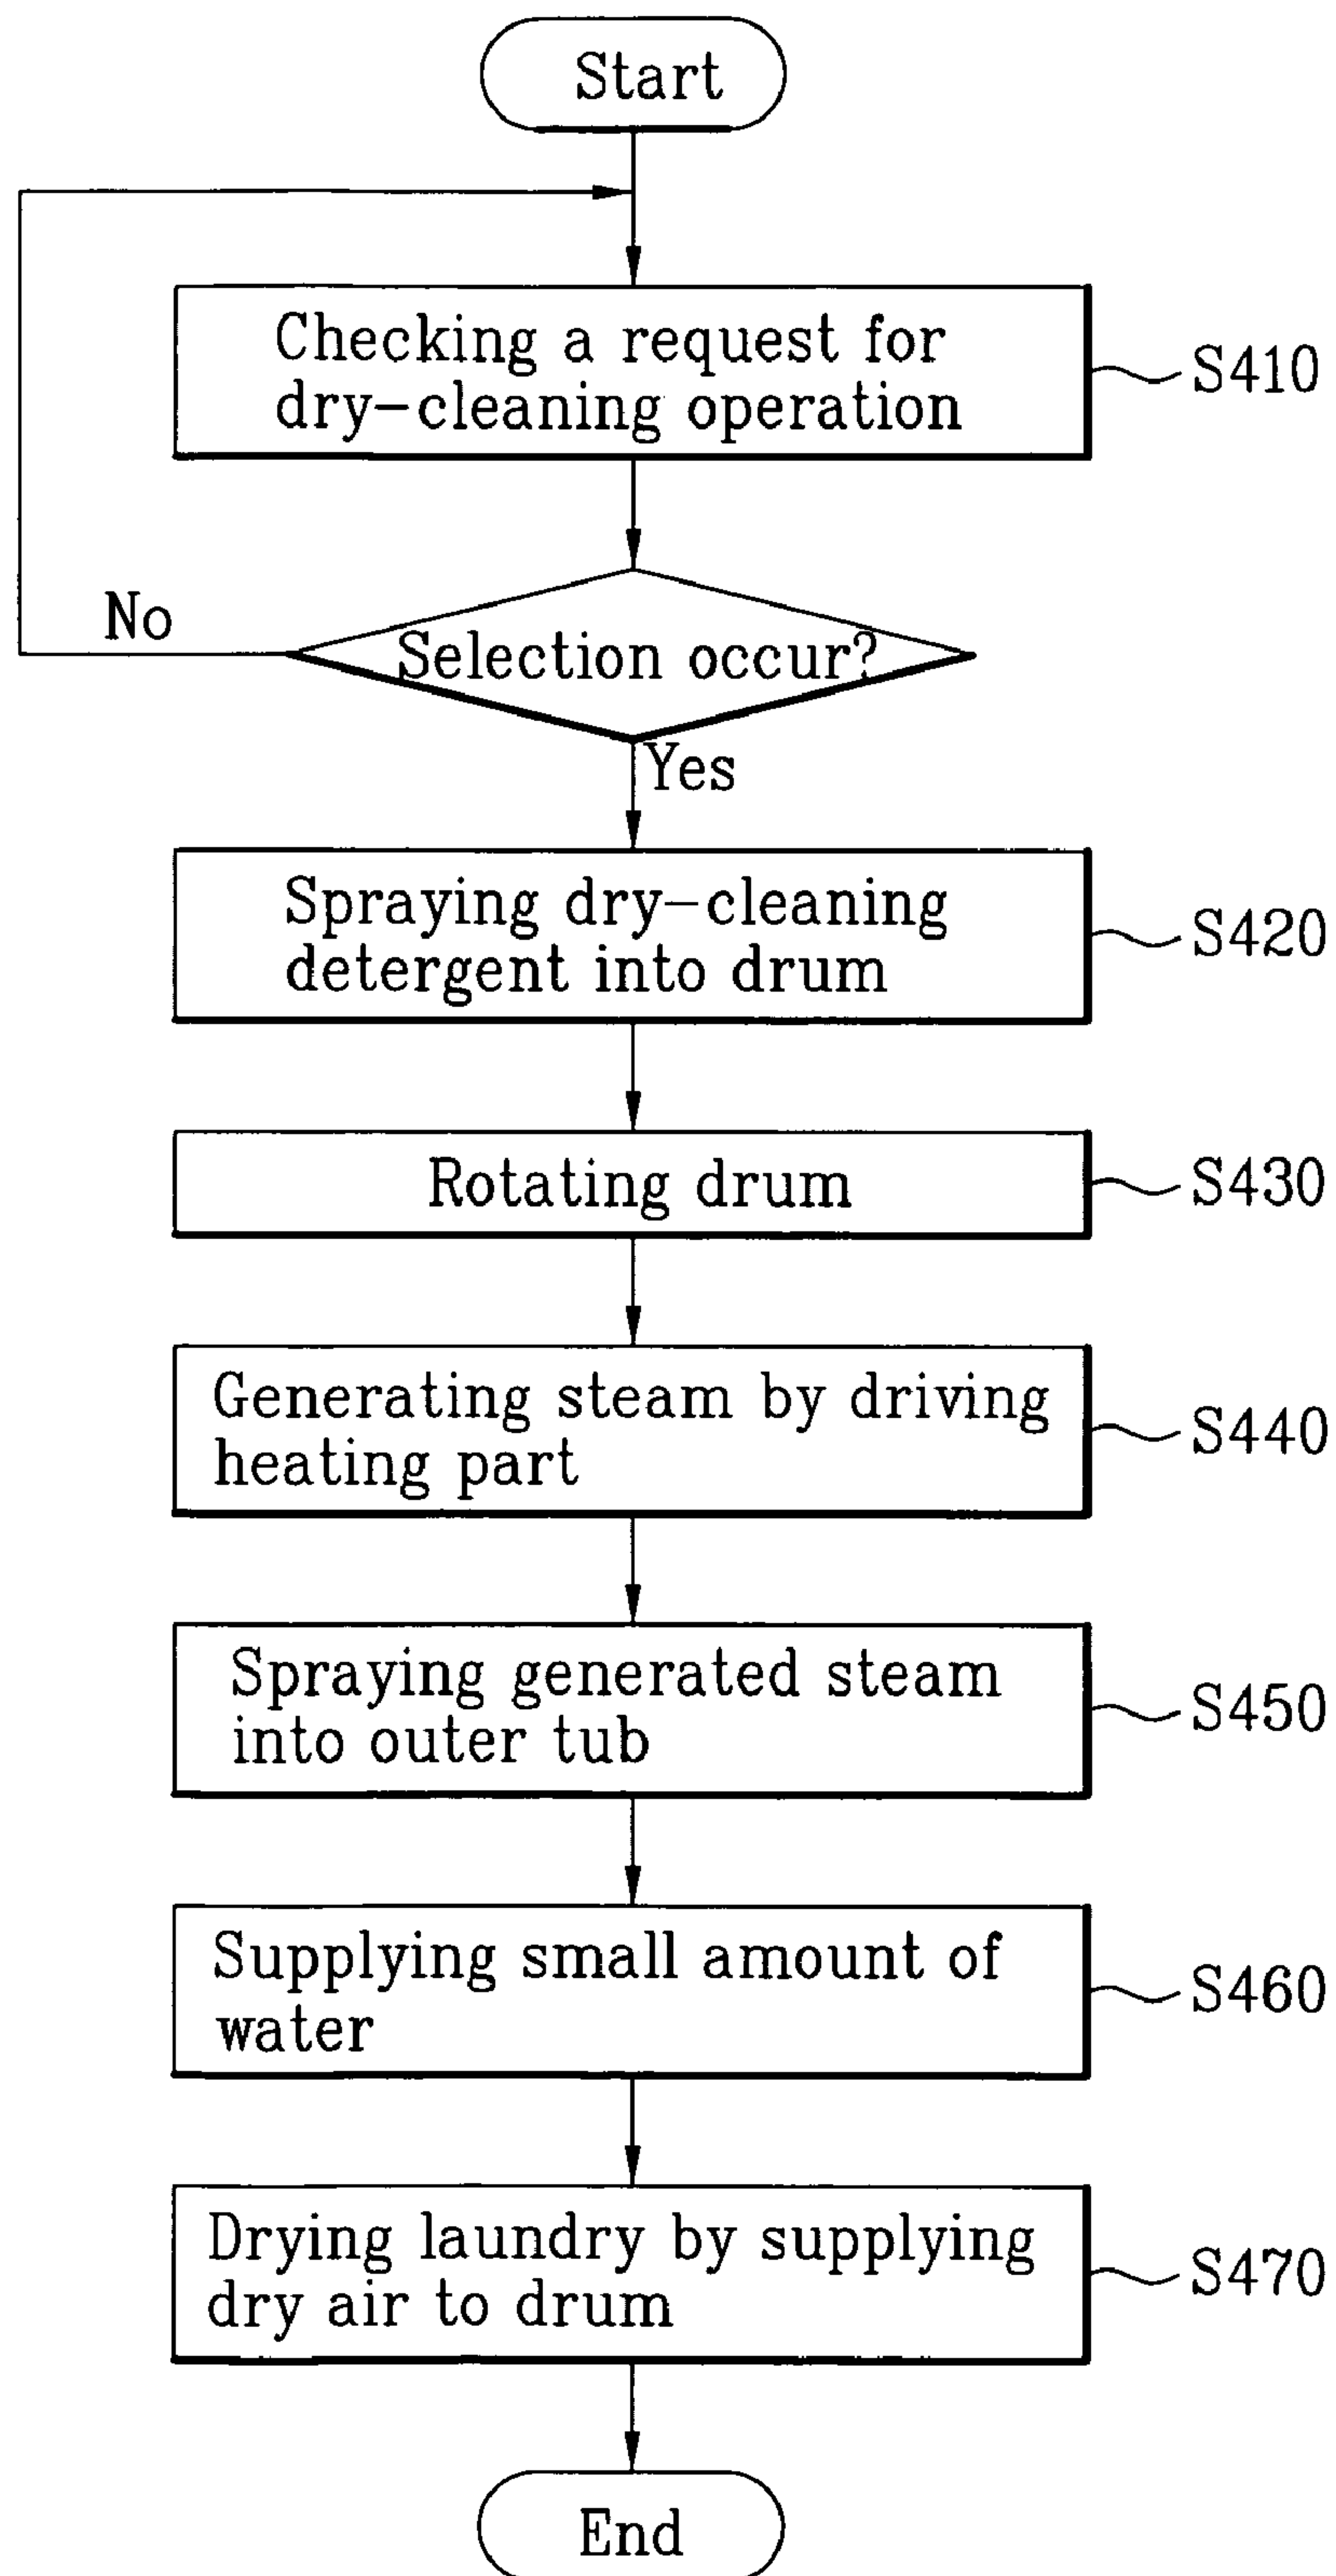 Start
Checking a request for
dry-cleaning operation
S410
Selection occur?
No
Yes
Spraying dry-cleaning
detergent into drum
S420
Rotating drum
S430
Generating steam by driving
heating part
S440
Spraying generated steam
into outer tub
S450
Supplying small amount of
water
S460
Drying laundry by supplying
dry air to drum
S470
End